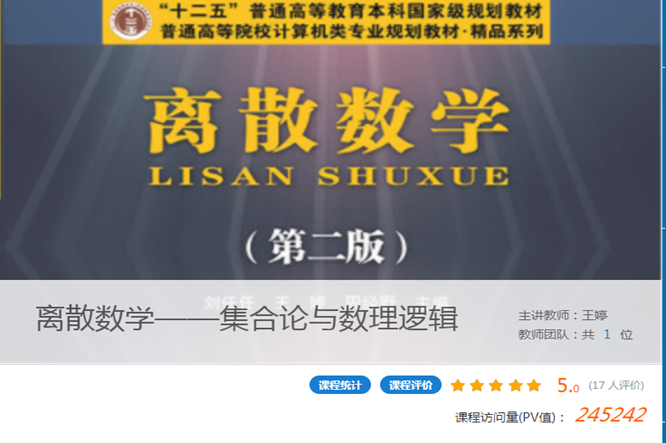 “十二五”普通高等教育本科国家级规划教材
普通高等院校计算机类专业规划教材·精品系列
离散数学
LISAN SHUXUE
（第二版）
离散数学——集合论与数理逻辑
主讲教师：王婷
教师团队：共 1 位
课程统计 课程评价 5.0 (17 人评价)
课程访问量(PV值)： 245242